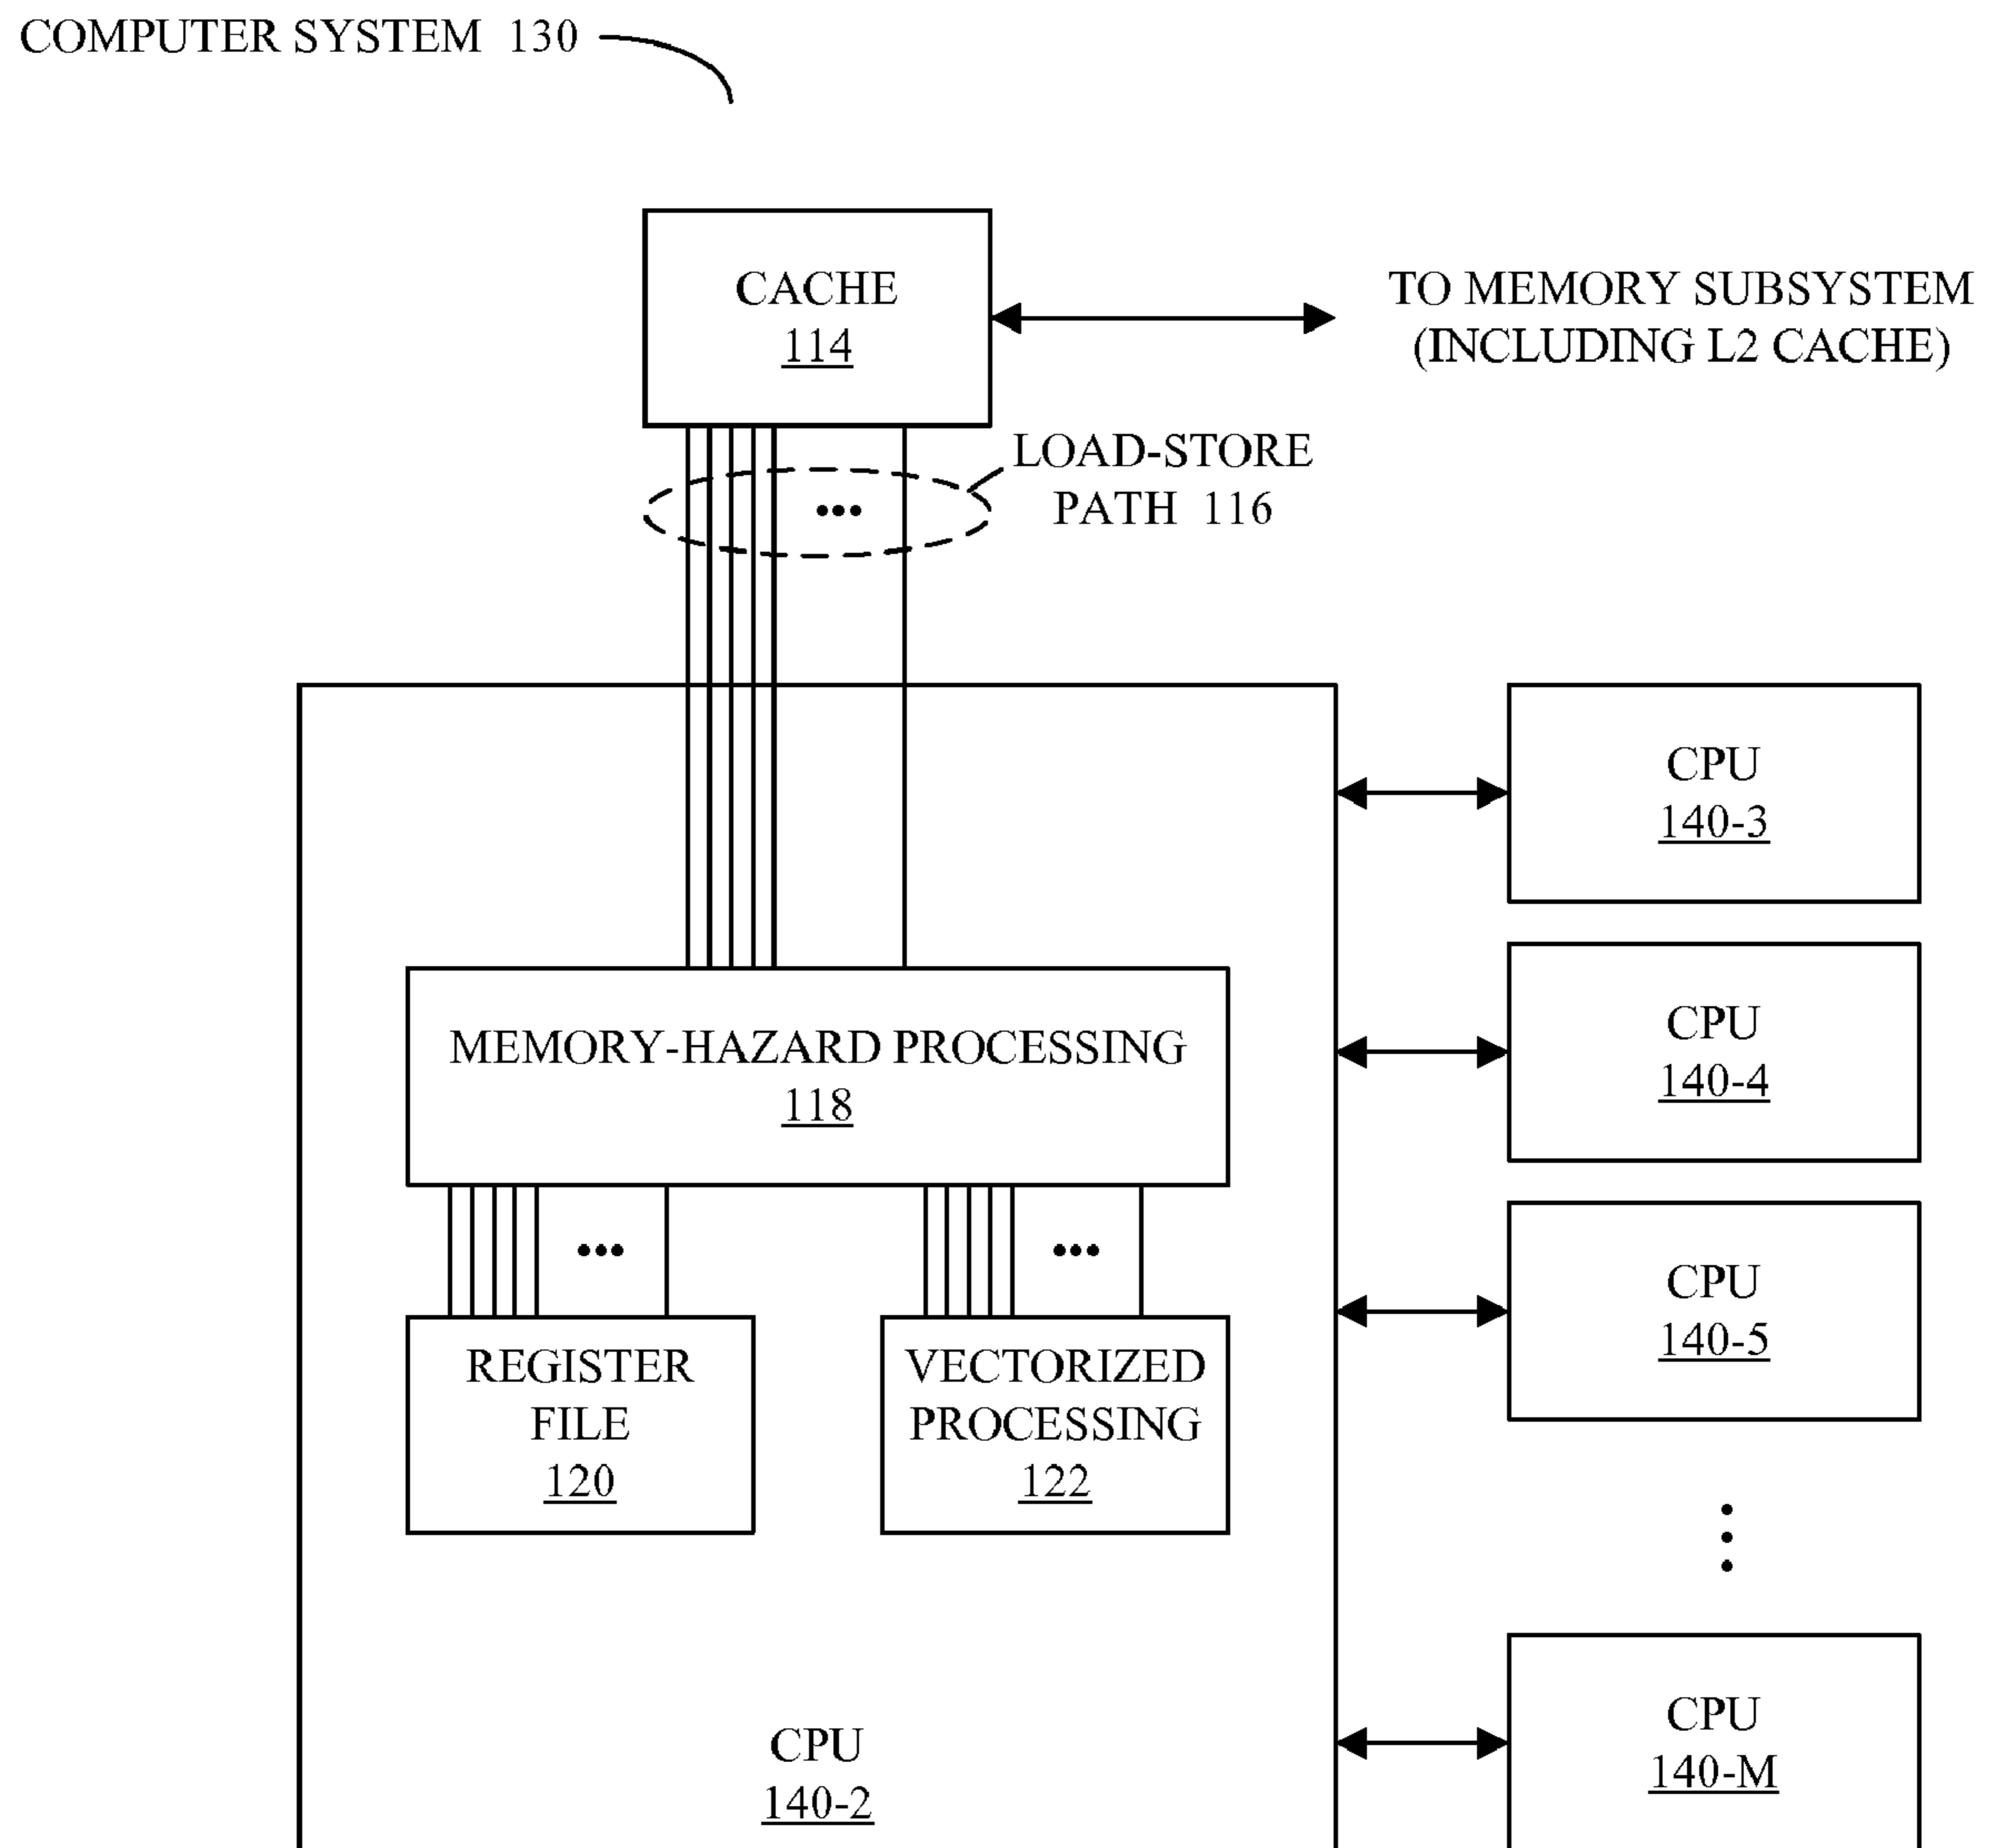 COMPUTER SYSTEM 130
CACHE
114
TO MEMORY SUBSYSTEM
(INCLUDING L2 CACHE)
LOAD-STORE
PATH 116
CPU
140-3
CPU
140-4
MEMORY-HAZARD PROCESSING
118
CPU
140-5
REGISTER
FILE
120
VECTORIZED
PROCESSING
122
CPU
140-2
CPU
140-M